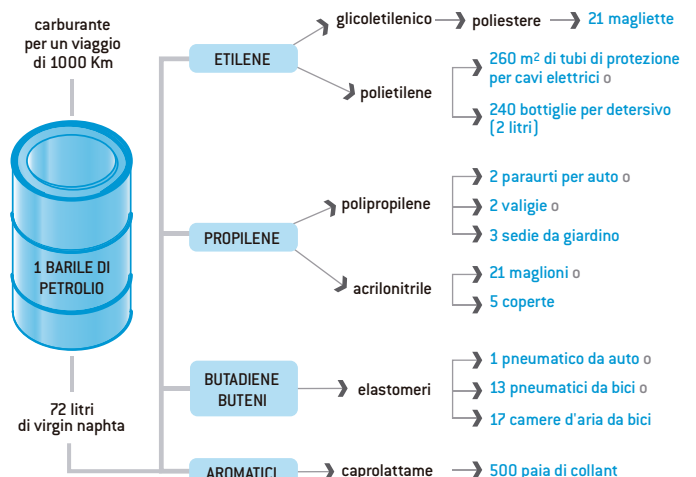 carburante
per un viaggio
di 1000 Km
1 BARILE DI
PETROLIO
72 litri
di virgin naphta
ETILENE
glicoletilenico
poliestere
21 magliette
polietilene
260 m² di tubi di protezione
per cavi elettrici o
240 bottiglie per detersivo
(2 litri)
PROPILENE
polipropilene
2 paraurti per auto o
2 valigie o
3 sedie da giardino
acrilonitrile
21 maglioni o
5 coperte
BUTADIENE
BUTENI
elastomeri
1 pneumatico da auto o
13 pneumatici da bici o
17 camere d'aria da bici
AROMATICI
caprolattame
500 paia di collant